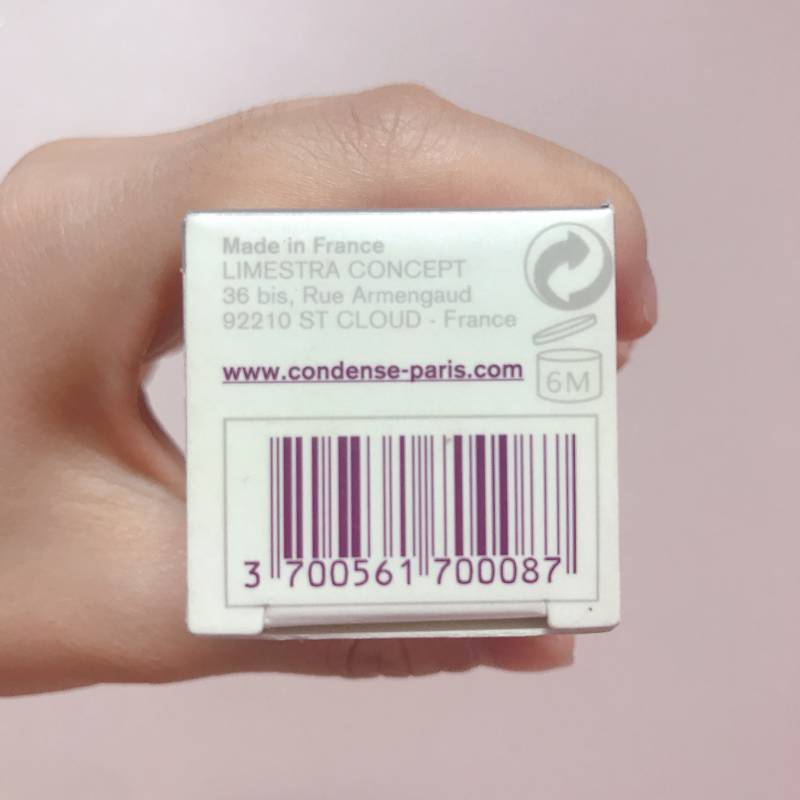 Made in France
LIMESTRA CONCEPT
36 bis, Rue Armengaud
92210 ST CLOUD - France
www.condense-paris.com
6M
3 700561 700087